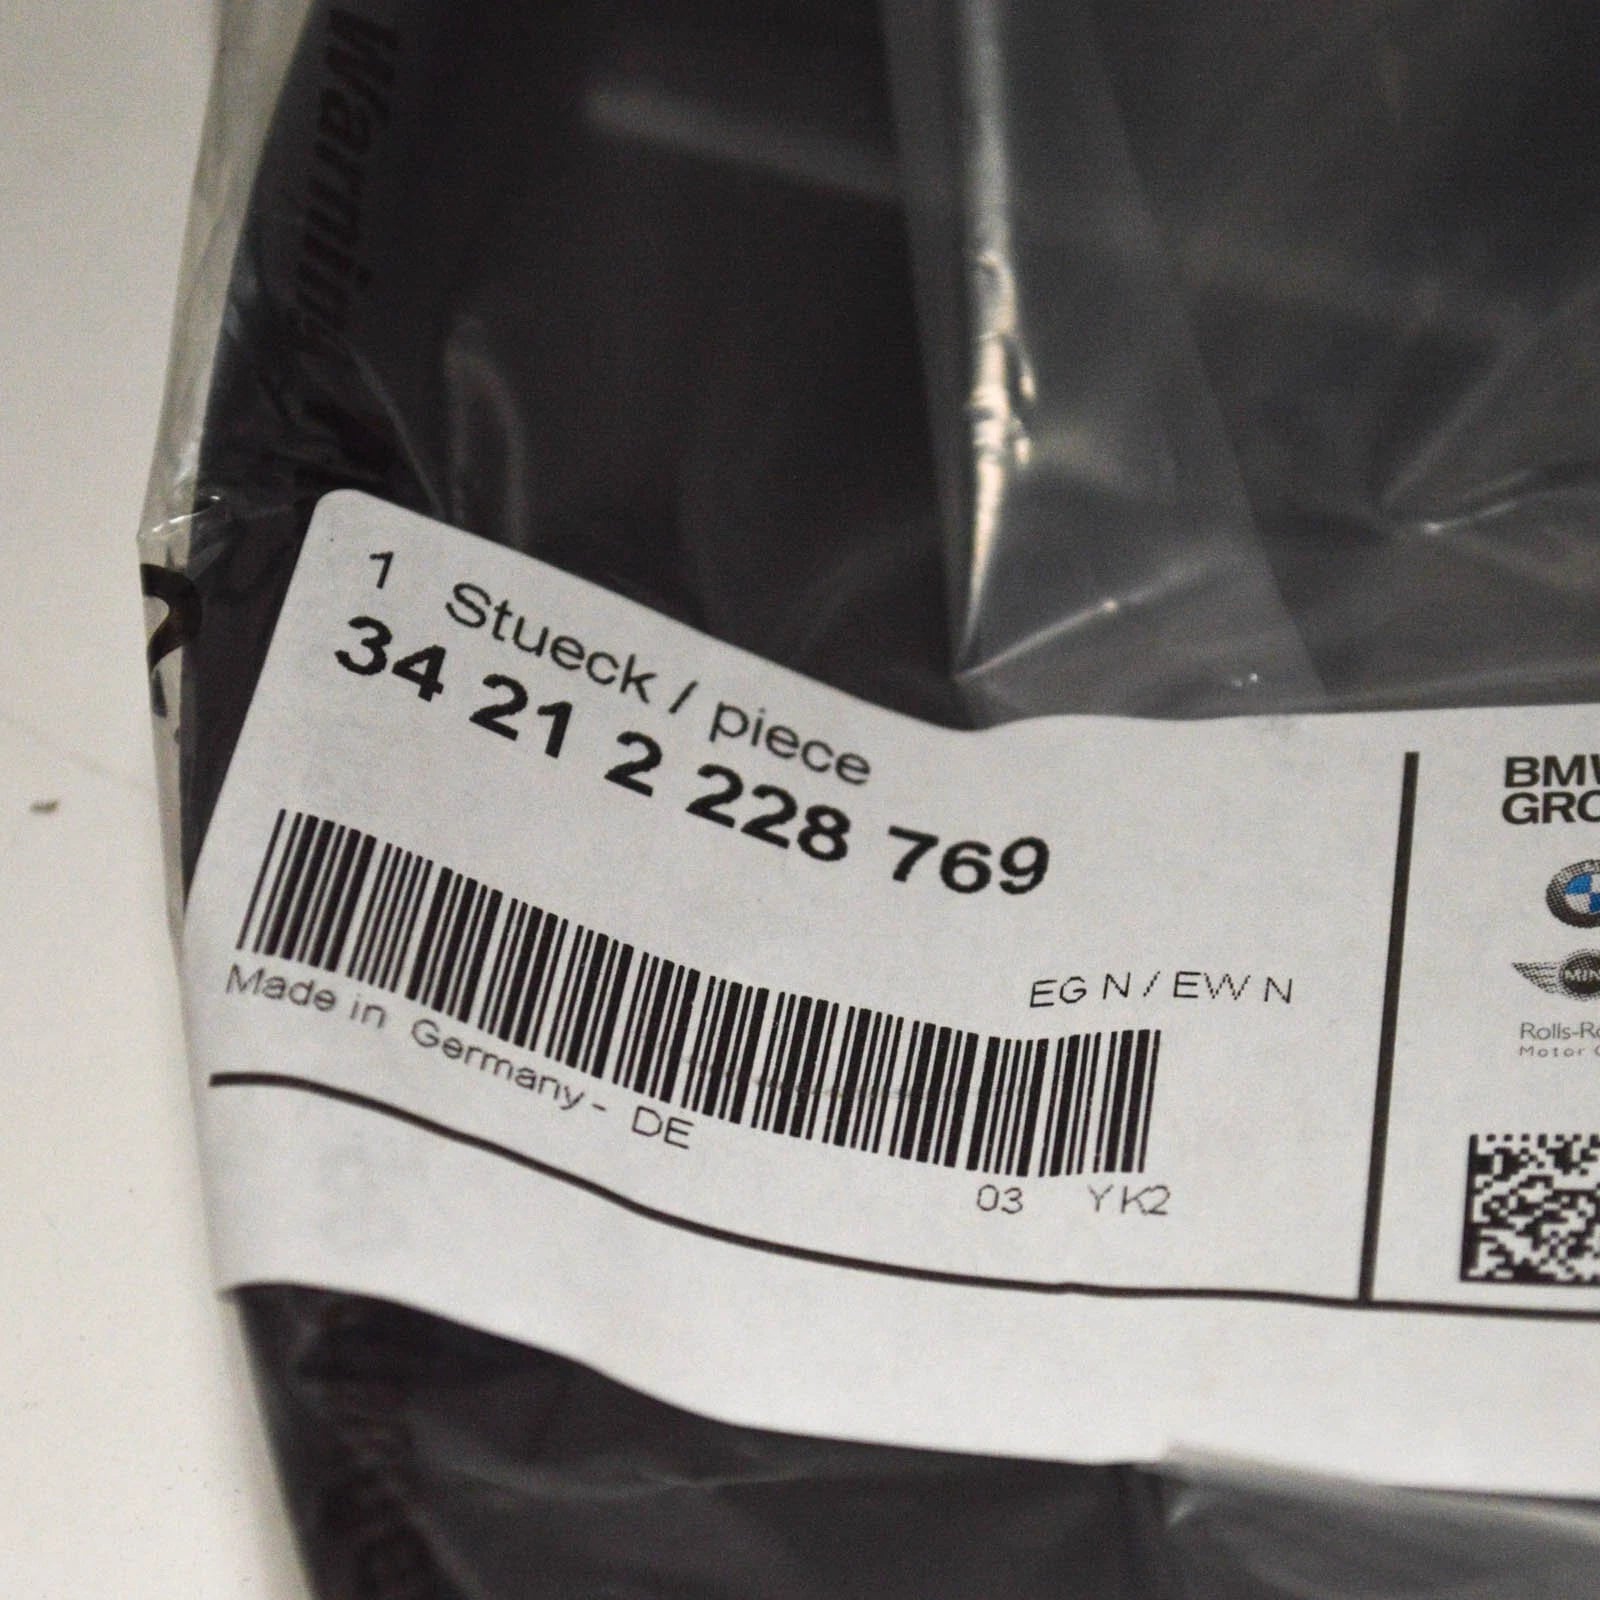 1 Stueck / piece
34 21 2 228 769
EG N / EW N
Made in Germany - DE
03 YK2
BMW
GRO
MIN
Rolls-Ro
Motor C